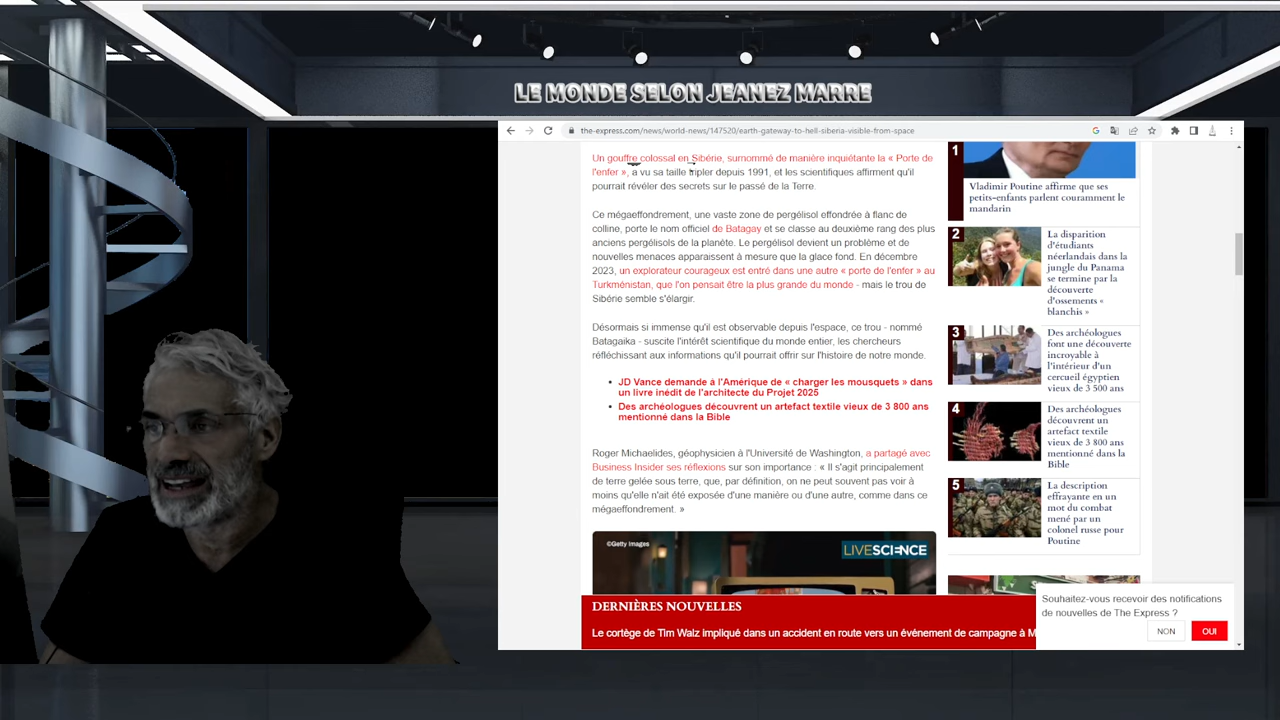 LE MONDE SELON JEANEZ MARRE
the-express.com/news/world-news/147520/earth-gateway-to-hell-siberia-visible-from-space
Un gouffre colossal en Sibérie, surnommé de manière inquiétante la « Porte de
l'enfer », a vu sa taille tripler depuis 1991, et les scientifiques affirment qu'il
pourrait révéler des secrets sur le passé de la Terre.
Ce mégaeffondrement, une vaste zone de pergélisol effondrée à flanc de
colline, porte le nom officiel de Batagay et se classe au deuxième rang des plus
anciens pergélisols de la planète. Le pergélisol devient un problème et de
nouvelles menaces apparaissent à mesure que la glace fond. En décembre
2023, un explorateur courageux est entré dans une autre « porte de l'enfer » au
Turkménistan, que l'on pensait être la plus grande du monde - mais le trou de
Sibérie semble s'élargir.
Désormais si immense qu'il est observable depuis l'espace, ce trou - nommé
Batagaika - suscite l'intérêt scientifique du monde entier, les chercheurs
réfléchissant aux informations qu'il pourrait offrir sur l'histoire de notre monde.
• JD Vance demande à l'Amérique de « charger les mousquets » dans
un livre inédit de l'architecte du Projet 2025
• Des archéologues découvrent un artefact textile vieux de 3 800 ans
mentionné dans la Bible
Roger Michaelides, géophysicien à l'Université de Washington, a partagé avec
Business Insider ses réflexions sur son importance : « Il s'agit principalement
de terre gelée sous terre, que, par définition, on ne peut souvent pas voir à
moins qu'elle n'ait été exposée d'une manière ou d'une autre, comme dans ce
mégaeffondrement. »
©Getty Images
LIVESCIENCE
1
Vladimir Poutine affirme que ses
petits-enfants parlent couramment le
mandarin
2
La disparition
d'étudiants
néerlandais dans la
jungle du Panama
se termine par la
découverte
d'ossements «
blanchis »
3
Des archéologues
font une découverte
incroyable à
l'intérieur d'un
cercueil égyptien
vieux de 3 500 ans
4
Des archéologues
découvrent un
artefact textile
vieux de 3 800 ans
mentionné dans la
Bible
5
La description
effrayante en un
mot du combat
mené par un
colonel russe pour
Poutine
DERNIÈRES NOUVELLES
Le cortège de Tim Walz impliqué dans un accident en route vers un événement de campagne à M
Souhaitez-vous recevoir des notifications
de nouvelles de The Express ?
NON
OUI